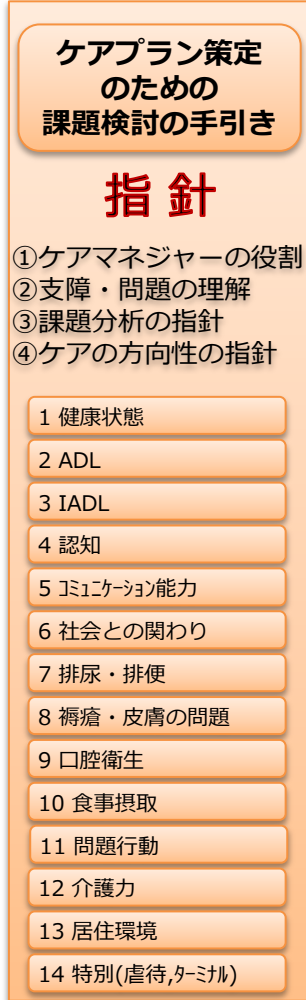 ケアプラン策定
のための
課題検討の手引き
指 針
①ケアマネジャーの役割
②支障・問題の理解
③課題分析の指針
④ケアの方向性の指針
1 健康状態
2 ADL
3 IADL
4 認知
5 ｺﾐｭﾆｹｰｼｮﾝ能力
6 社会との関わり
7 排尿・排便
8 褥瘡・皮膚の問題
9 口腔衛生
10 食事摂取
11 問題行動
12 介護力
13 居住環境
14 特別(虐待,ﾀｰﾐﾅﾙ)